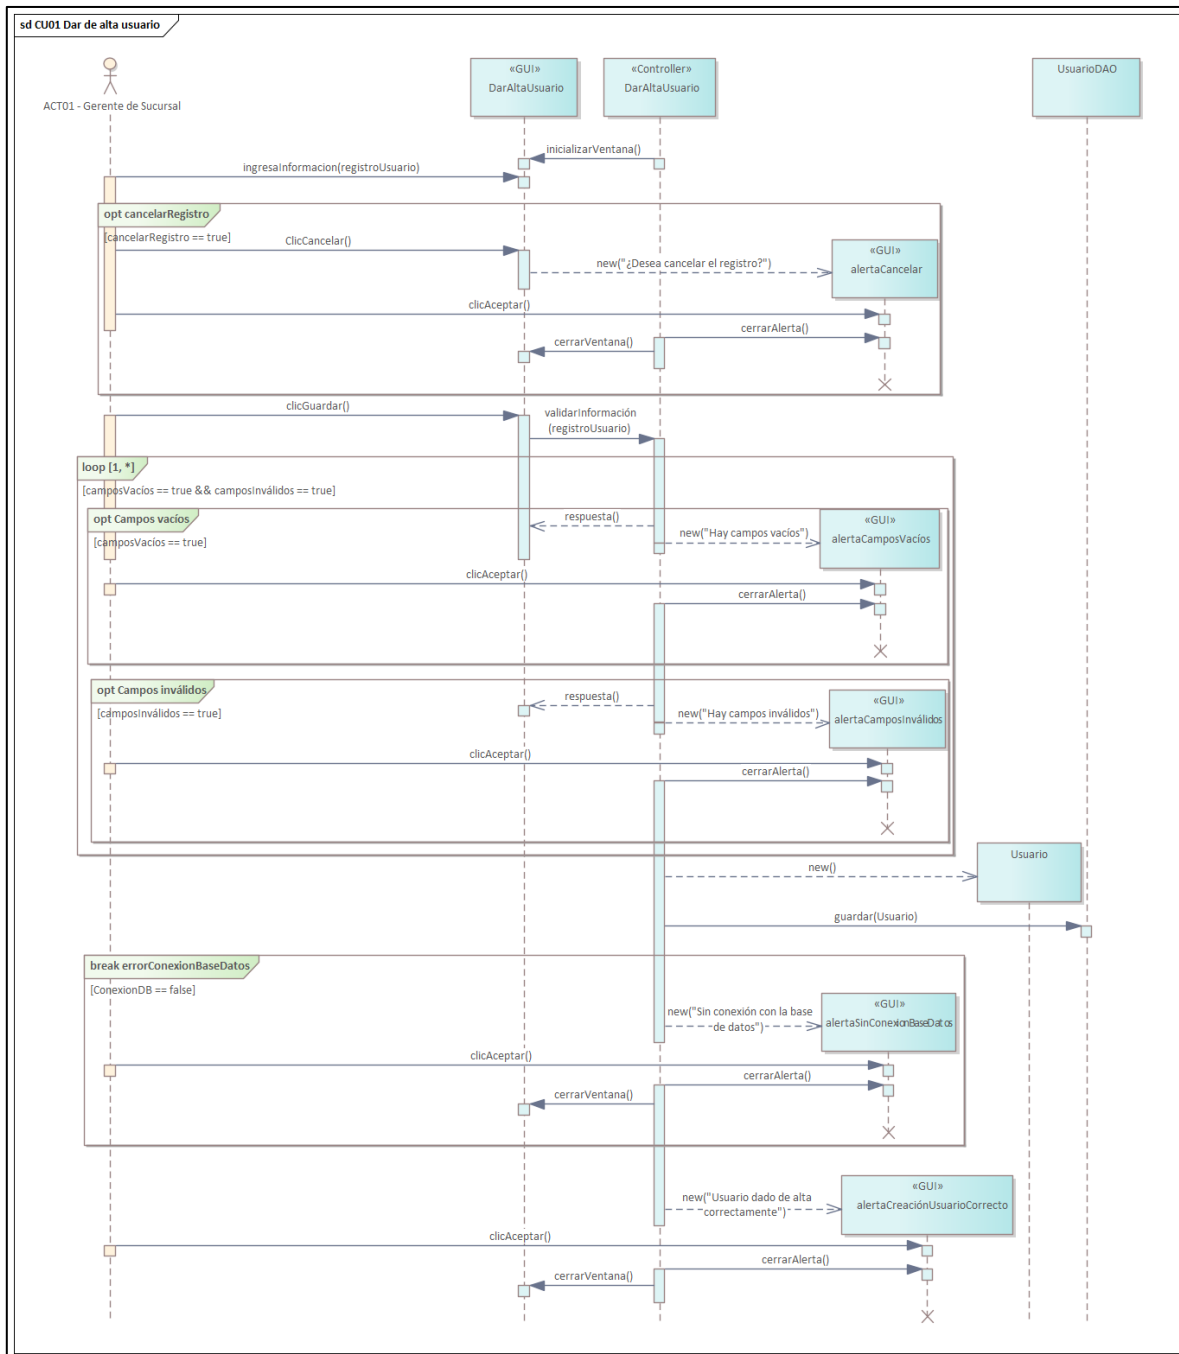 sd CU01 Dar de alta usuario
ACT01 - Gerente de Sucursal
«GUI»
DarAltaUsuario
«Controller»
DarAltaUsuario
UsuarioDAO
inicializarVentana()
ingresaInformacion(registroUsuario)
opt cancelarRegistro
[cancelarRegistro == true]
ClicCancelar()
new("¿Desea cancelar el registro?")
«GUI»
alertaCancelar
clicAceptar()
cerrarAlerta()
cerrarVentana()
clicGuardar()
validarInformación
(registroUsuario)
loop [1, *]
[camposVacíos == true && camposInválidos == true]
opt Campos vacíos
[camposVacíos == true]
respuesta()
new("Hay campos vacíos")
«GUI»
alertaCamposVacíos
clicAceptar()
cerrarAlerta()
opt Campos inválidos
[camposInválidos == true]
respuesta()
new("Hay campos inválidos")
«GUI»
alertaCamposInválidos
clicAceptar()
cerrarAlerta()
Usuario
new()
guardar(Usuario)
break errorConexionBaseDatos
[ConexionDB == false]
new("Sin conexión con la base
de datos")
«GUI»
alertaSinConexionBaseDatos
clicAceptar()
cerrarAlerta()
cerrarVentana()
new("Usuario dado de alta
correctamente")
«GUI»
alertaCreaciónUsuarioCorrecto
clicAceptar()
cerrarAlerta()
cerrarVentana()